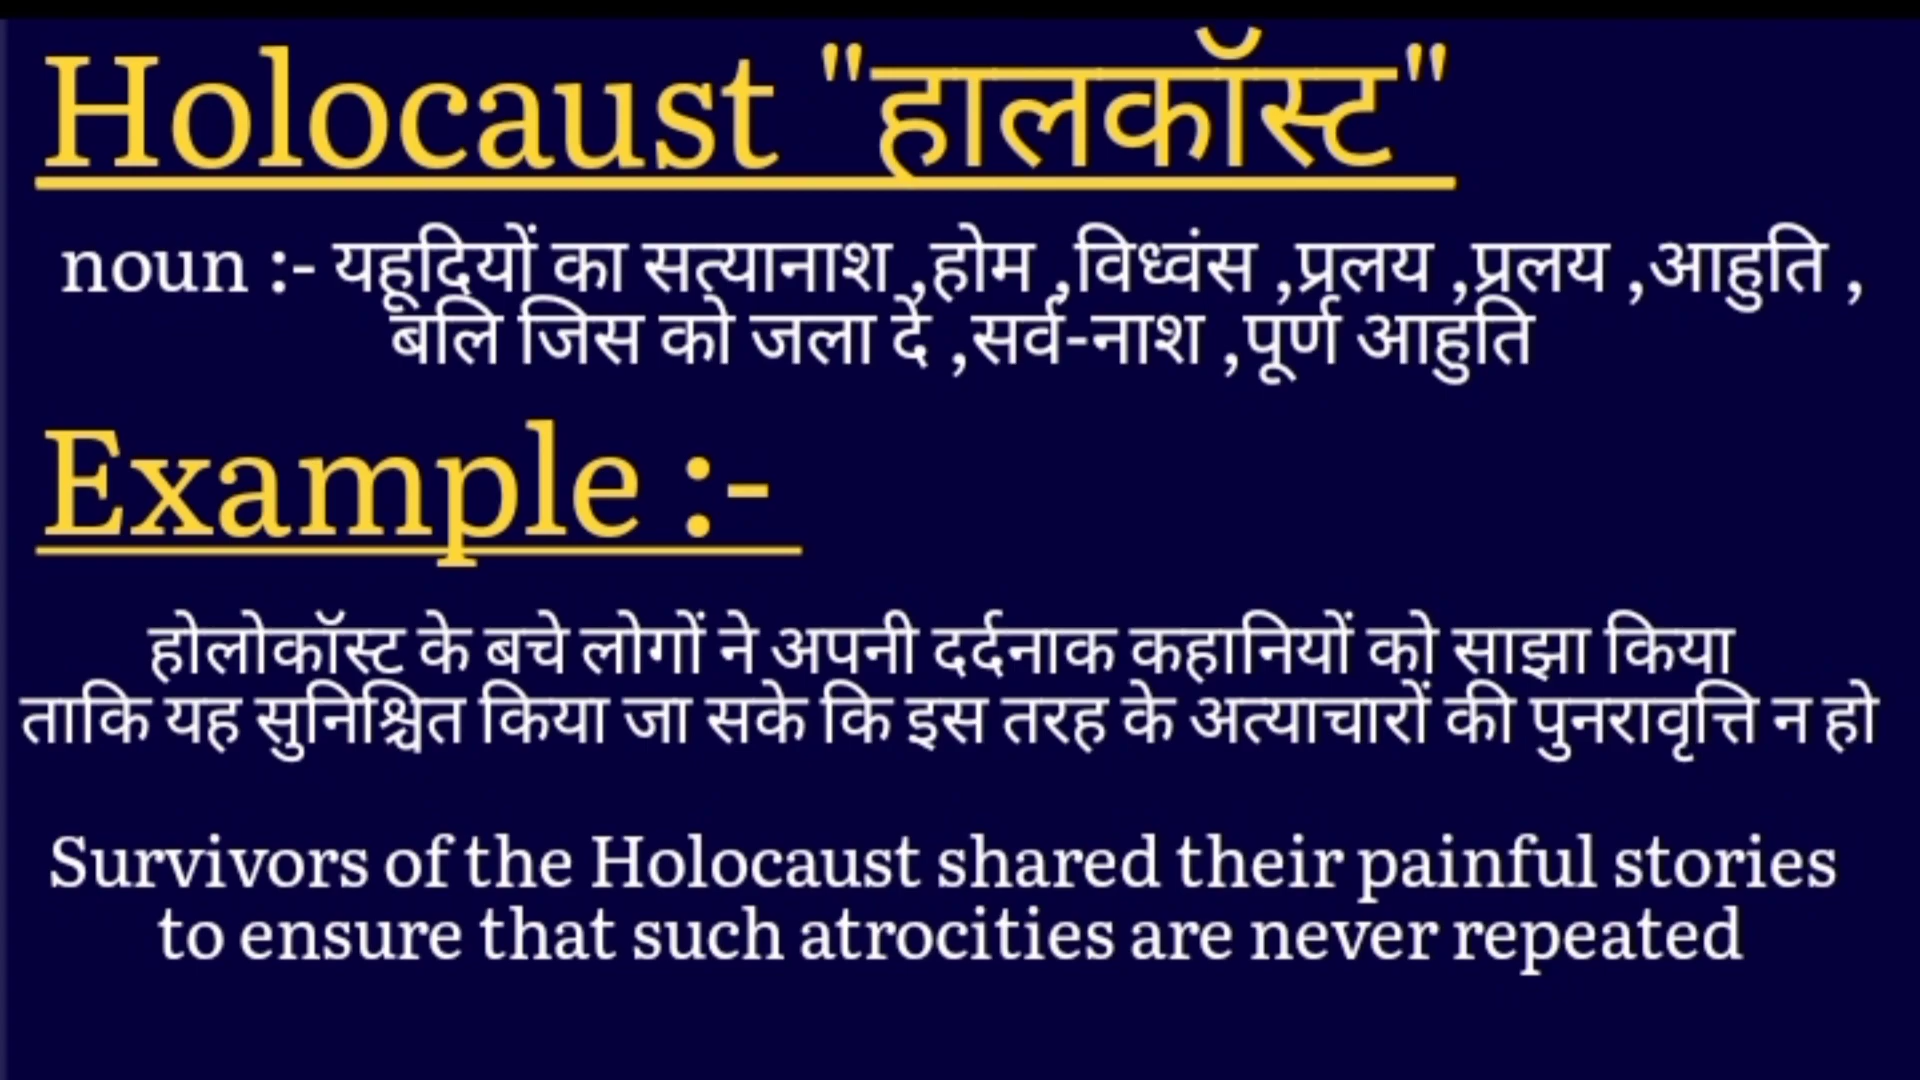 Holocaust "हालकॉस्ट"
noun :- यहूदियों का सत्यानाश ,होम ,विध्वंस ,प्रलय ,प्रलय ,आहुति ,
बलि जिस को जला दें ,सर्व-नाश ,पूर्ण आहुति
Example :-
होलोकॉस्ट के बचे लोगों ने अपनी दर्दनाक कहानियों को साझा किया
ताकि यह सुनिश्चित किया जा सके कि इस तरह के अत्याचारों की पुनरावृत्ति न हो
Survivors of the Holocaust shared their painful stories
to ensure that such atrocities are never repeated